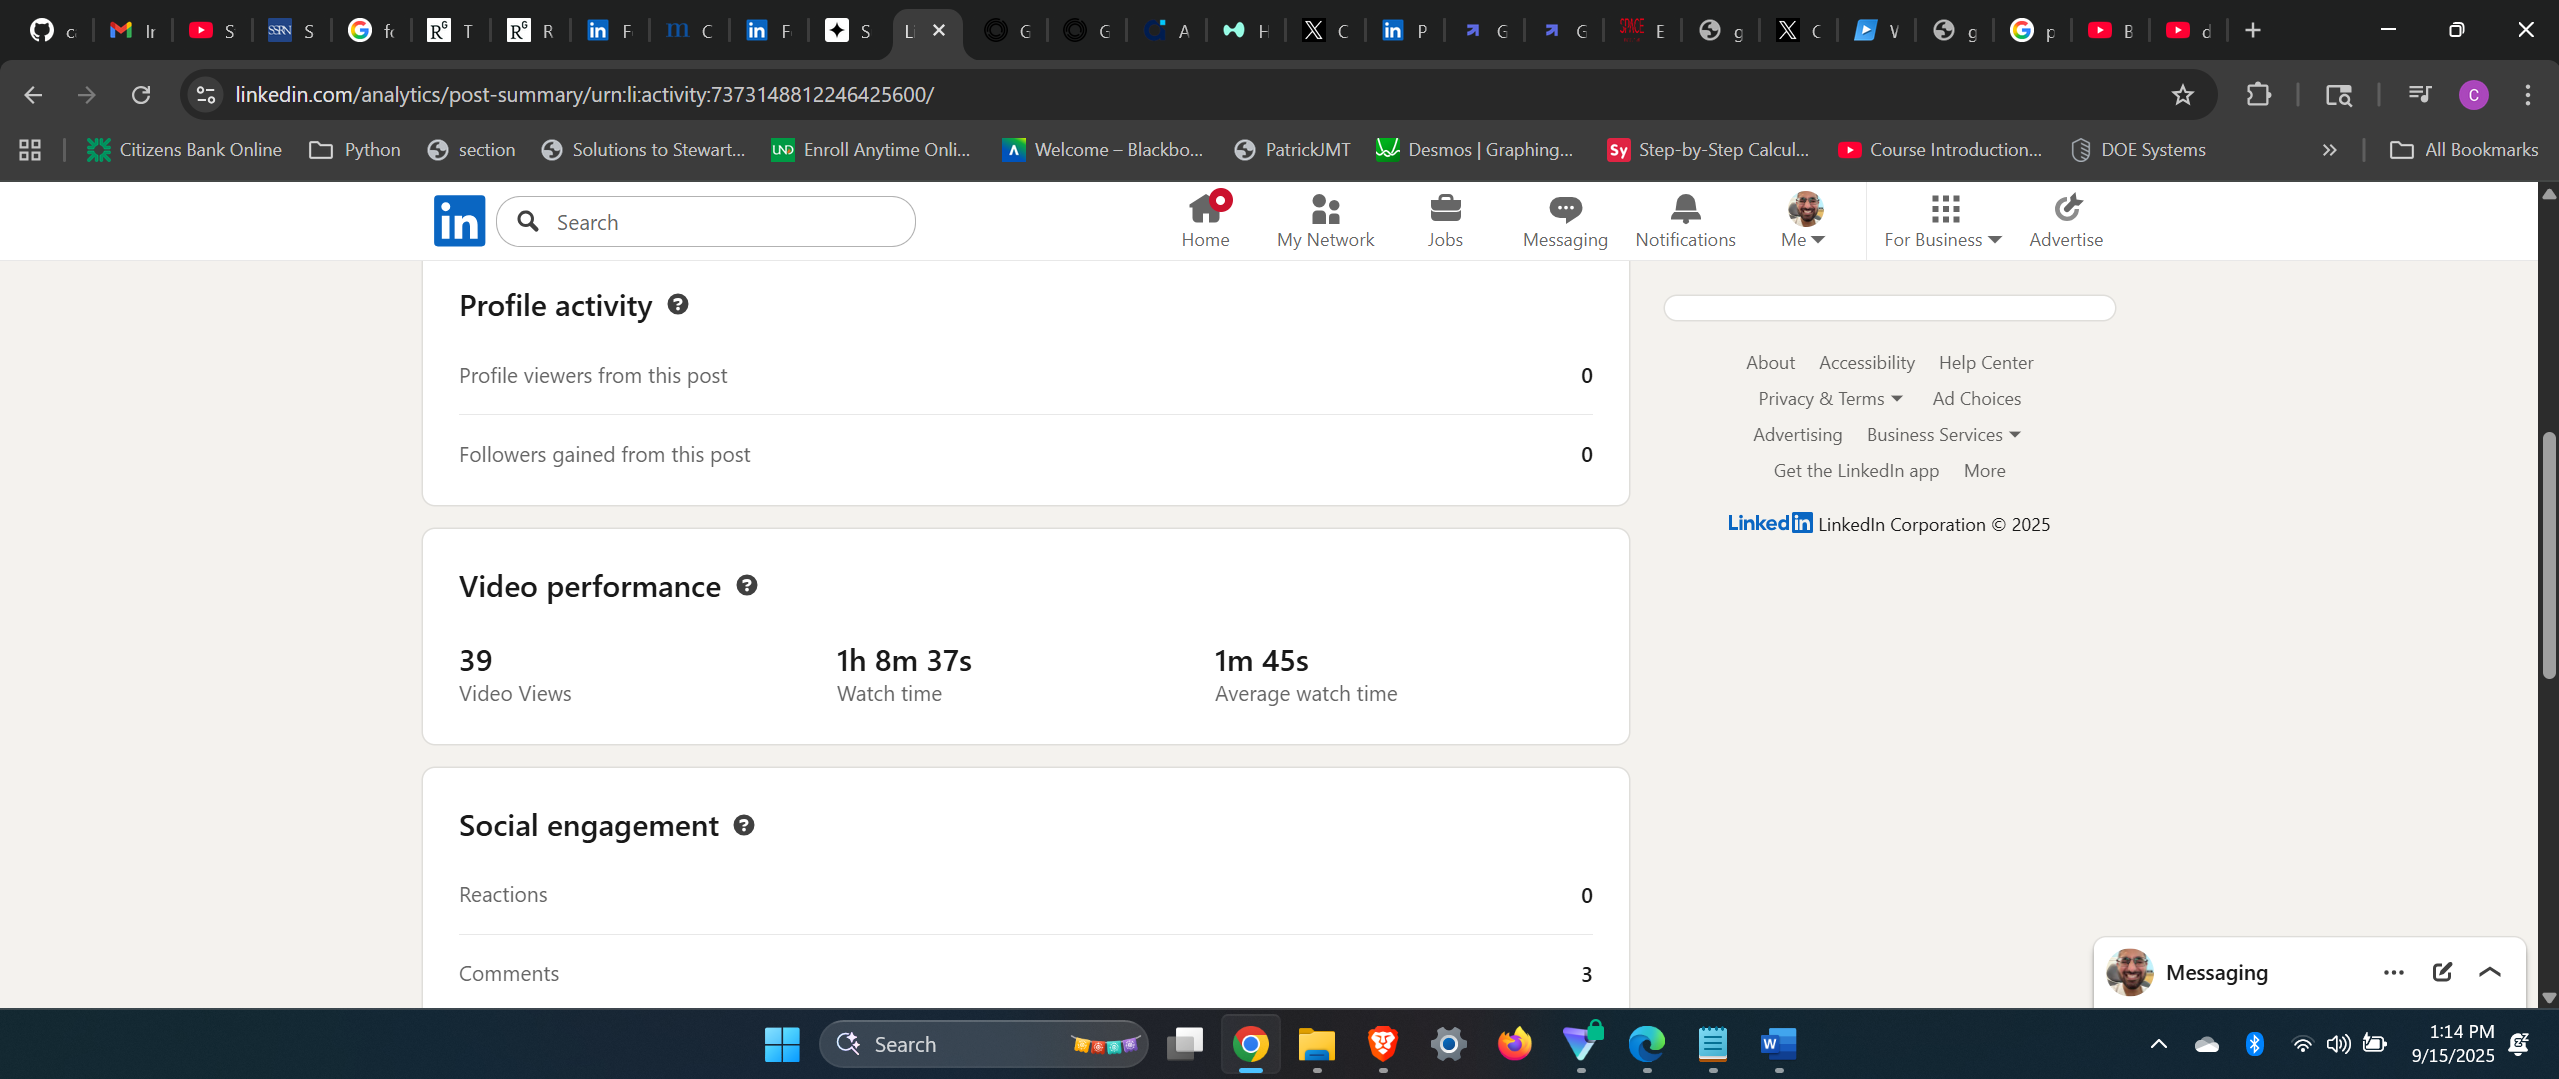 c
Ir
S
SSRN S
fc
T
R
F
C
F
S
Li
G
G
A
H
C
P
G
G
E
g
C
V
g
p
B
d
linkedin.com/analytics/post-summary/urn:li:activity:7373148812246425600/
C
Citizens Bank Online Python section Solutions to Stewart... UND Enroll Anytime Onli... Welcome – Blackbo... PatrickJMT Desmos | Graphing... Sy Step-by-Step Calcul... Course Introduction... DOE Systems » All Bookmarks
in Search Home My Network Jobs Messaging Notifications Me For Business Advertise
Profile activity
Profile viewers from this post 0
Followers gained from this post 0
Video performance
39 1h 8m 37s 1m 45s
Video Views Watch time Average watch time
Social engagement
Reactions 0
Comments 3
About Accessibility Help Center
Privacy & Terms Ad Choices
Advertising Business Services
Get the LinkedIn app More
LinkedIn LinkedIn Corporation © 2025
Messaging
Search
1:14 PM
9/15/2025